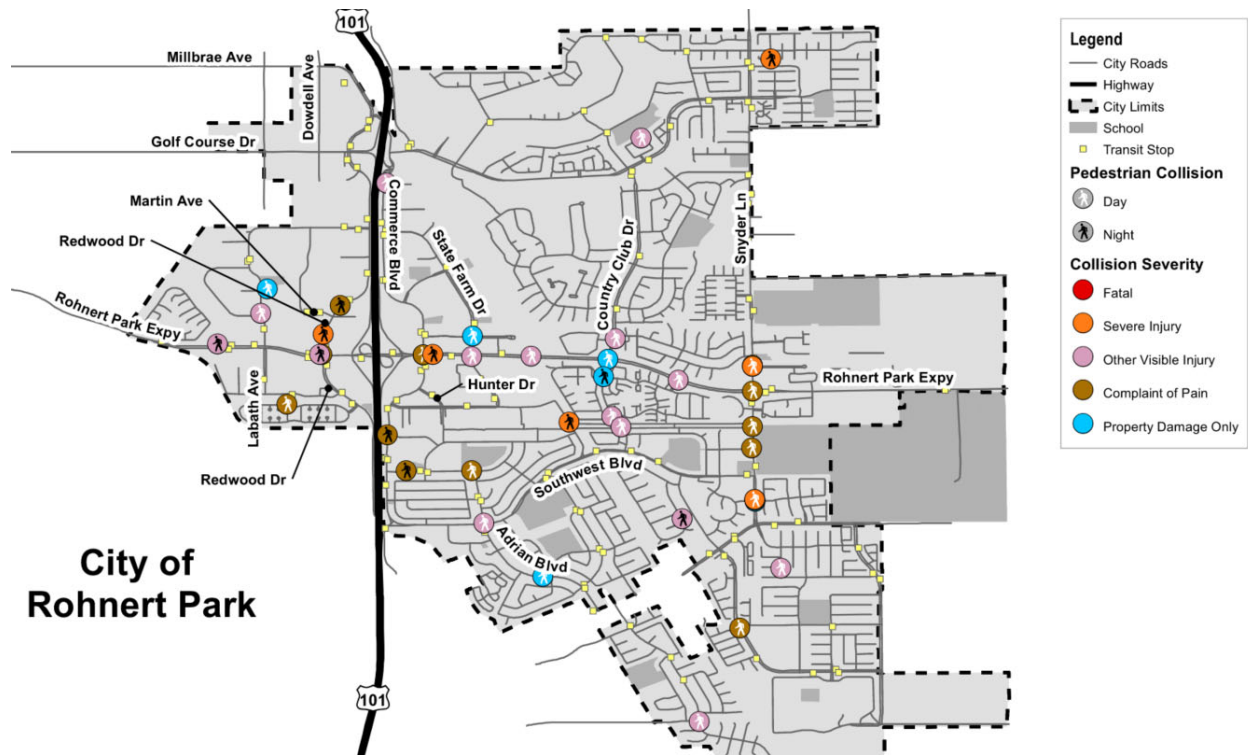 101
Millbrae Ave
Dowdell Ave
Golf Course Dr
Martin Ave
Redwood Dr
Commerce Blvd
State Farm Dr
Country Club Dr
Snyder Ln
Rohnert Park Expy
Rohnert Park Expy
Hunter Dr
Labath Ave
Redwood Dr
Southwest Blvd
Adrian Blvd
City of
Rohnert Park
101
Legend
City Roads
Highway
City Limits
School
Transit Stop
Pedestrian Collision
Day
Night
Collision Severity
Fatal
Severe Injury
Other Visible Injury
Complaint of Pain
Property Damage Only